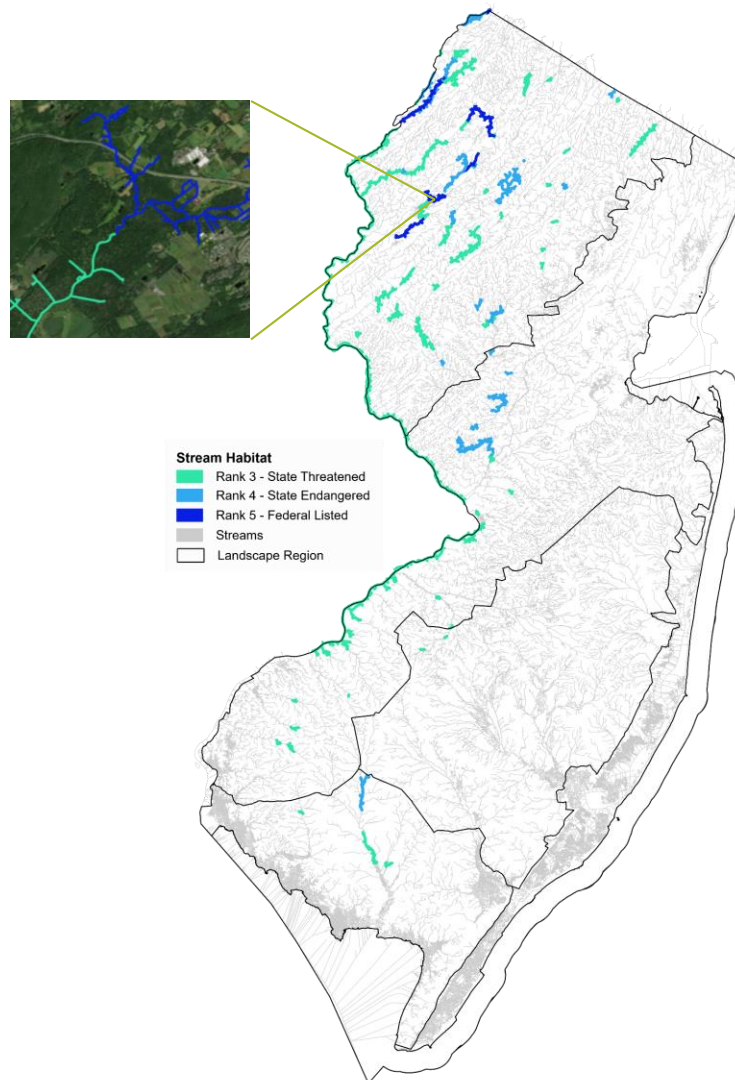 Stream Habitat
Rank 3 - State Threatened
Rank 4 - State Endangered
Rank 5 - Federal Listed
Streams
Landscape Region